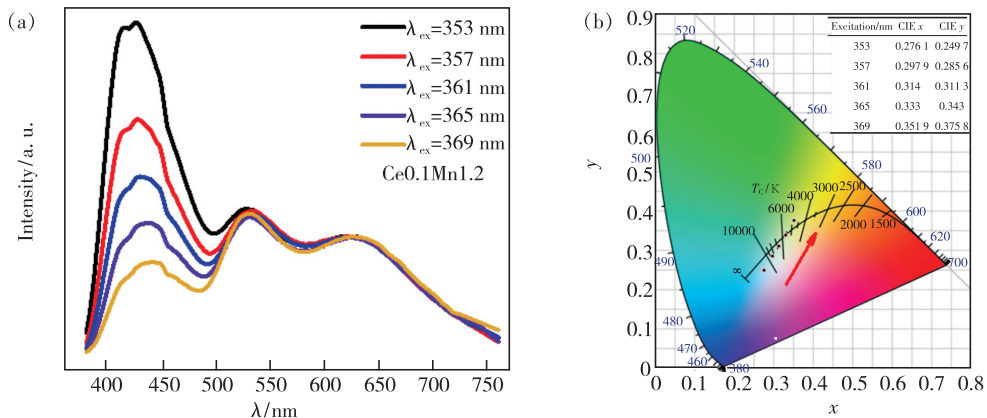 (a)
Intensity/a. u.
λex=353 nm
λex=357 nm
λex=361 nm
λex=365 nm
λex=369 nm
Ce0.1Mn1.2
400 450 500 550 600 650 700 750
λ/nm
(b)
y
0.9
0.8
0.7
0.6
0.5
0.4
0.3
0.2
0.1
0
0 0.1 0.2 0.3 0.4 0.5 0.6 0.7 0.8
x
Excitation/nm CIE x CIE y
353 0.276 1 0.249 7
357 0.297 9 0.285 6
361 0.314 0.311 3
365 0.333 0.343
369 0.351 9 0.375 8
520
540
560
580
600
620
700
500
490
480
470
460
380
Tc/K
∞
10000
6000
4000
3000
2500
2000
1500